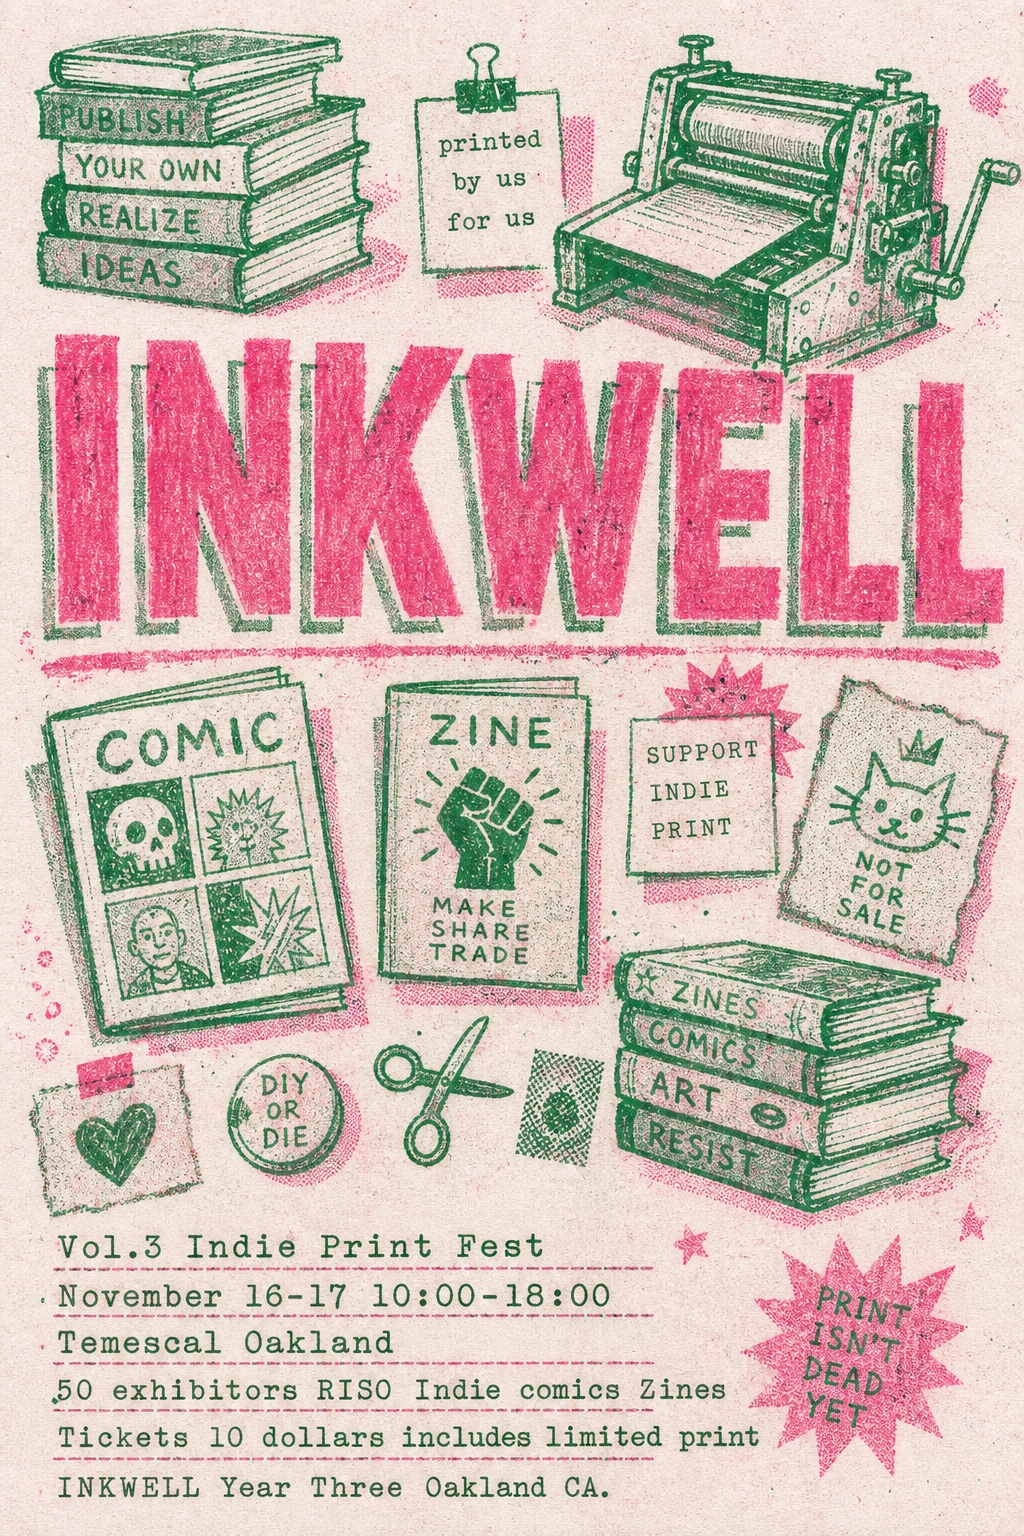 PUBLISH
YOUR OWN
REALIZE
IDEAS
printed
by us
for us
INKWELL
COMIC
ZINE
MAKE
SHARE
TRADE
SUPPORT
INDIE
PRINT
NOT
FOR
SALE
ZINES
COMICS
ART
RESIST
DIY
OR
DIE
Vol.3 Indie Print Fest
November 16-17 10:00-18:00
Temescal Oakland
50 exhibitors RISO Indie comics Zines
Tickets 10 dollars includes limited print
INKWELL Year Three Oakland CA.
PRINT
ISN'T
DEAD
YET